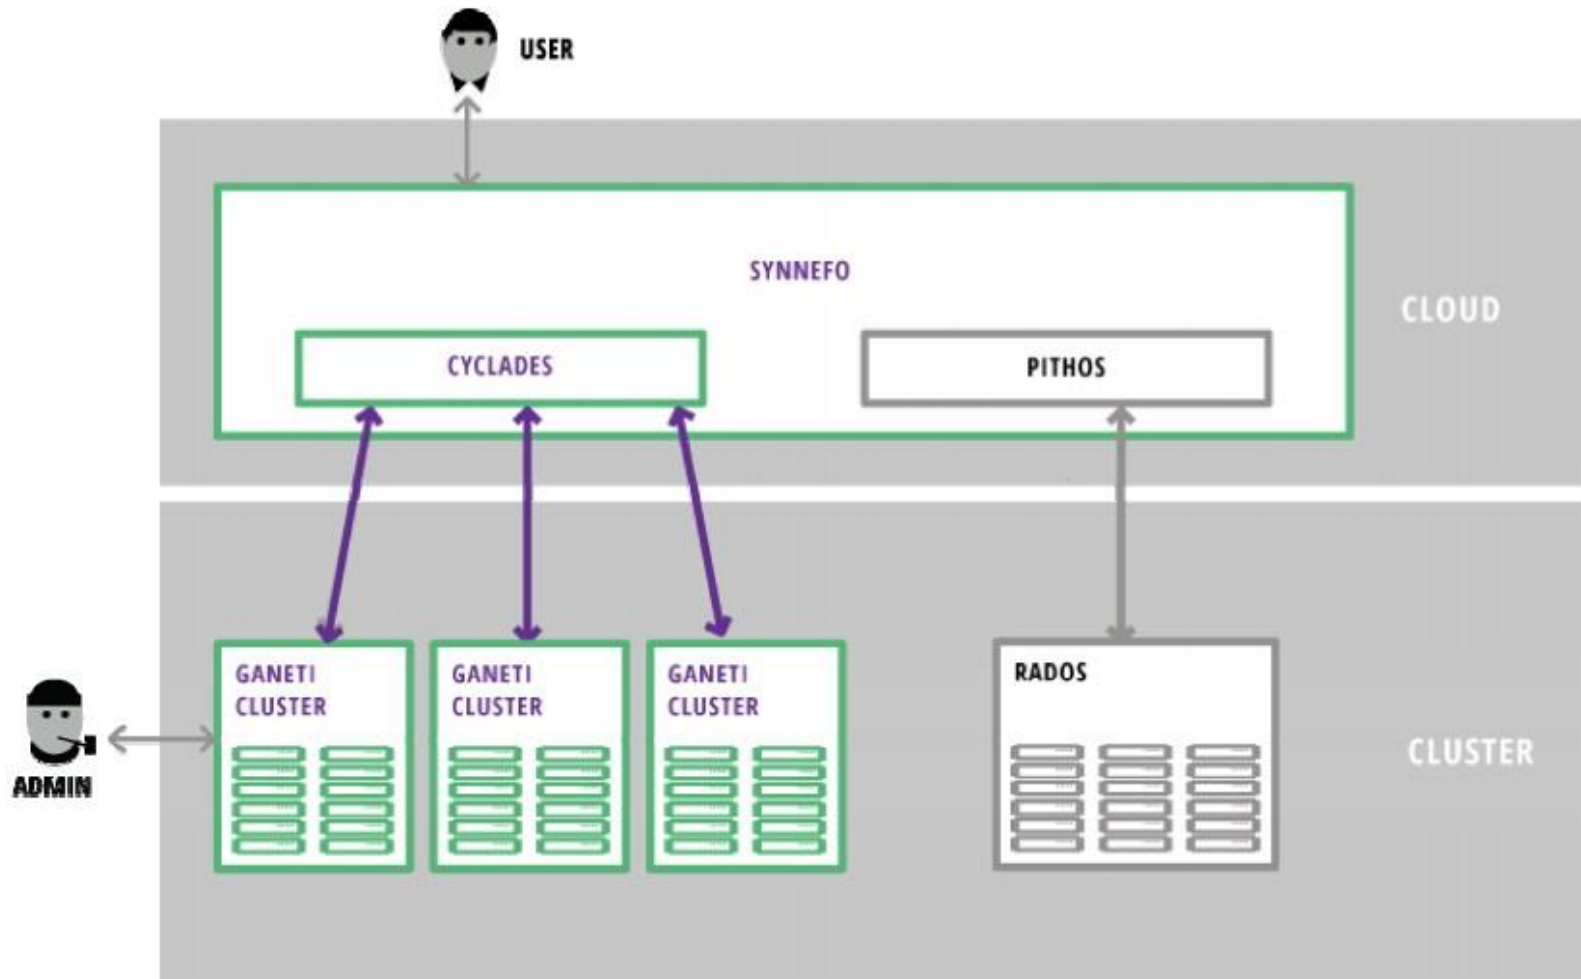 USER
SYNNEFO
CLOUD
CYCLADES
PITHOS
GANETI
CLUSTER
GANETI
CLUSTER
GANETI
CLUSTER
RADOS
CLUSTER
ADMIN